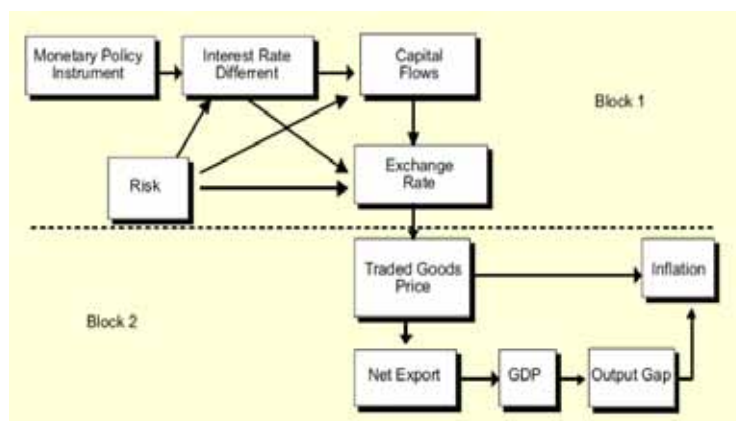 Monetary Policy
Instrument
Interest Rate
Differrent
Capital
Flows
Block 1
Risk
Exchange
Rate
Traded Goods
Price
Inflation
Block 2
Net Export
GDP
Output Gap